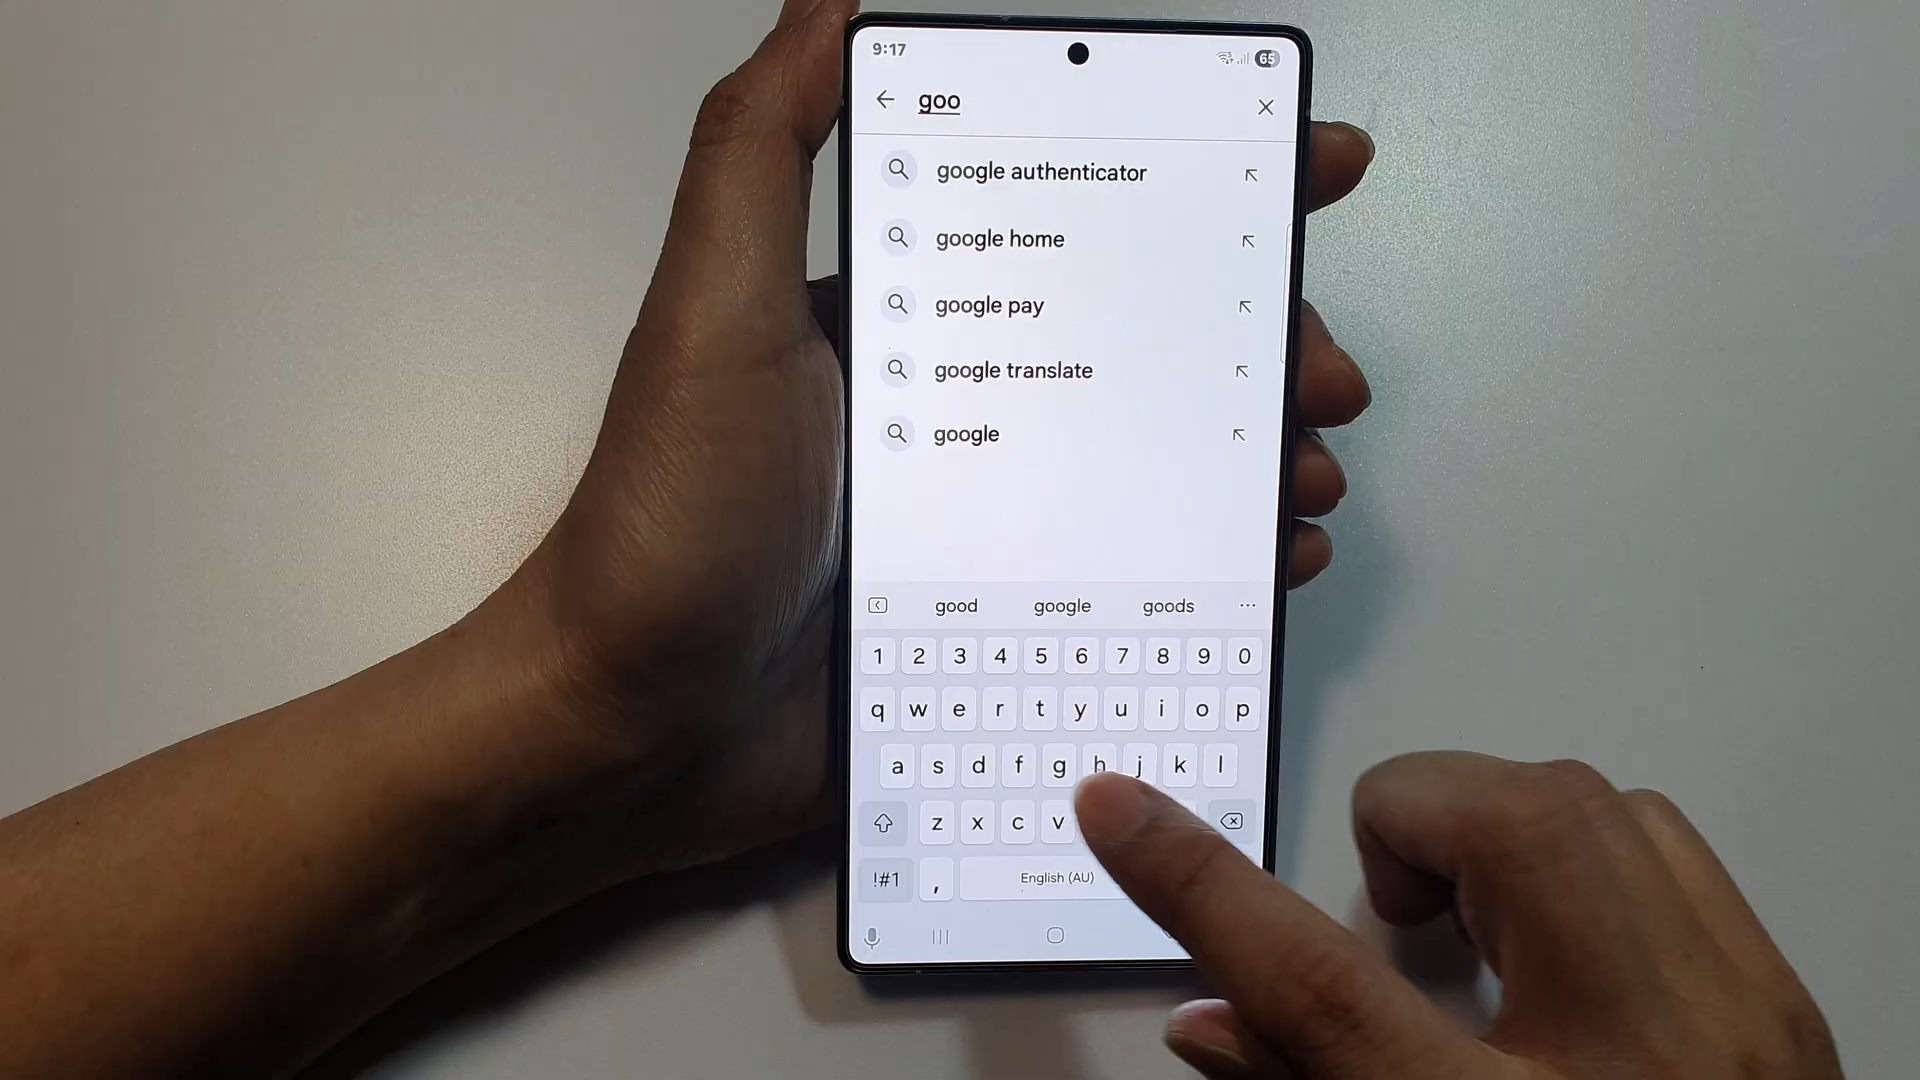 9:17
65
goo
google authenticator
google home
google pay
google translate
google
good google goods
1 2 3 4 5 6 7 8 9 0
q w e r t y u i o p
a s d f g h j k l
z x c v
!#1 , English (AU)